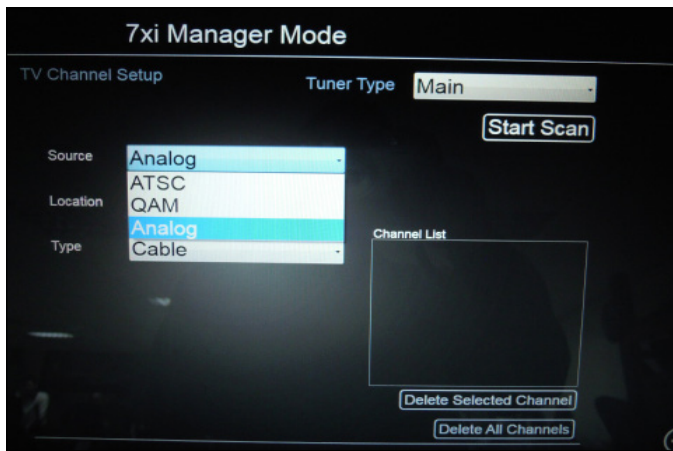 7xi Manager Mode
TV Channel Setup
Tuner Type Main
Start Scan
Source Analog
ATSC
Location QAM
Analog
Type Cable
Channel List
Delete Selected Channel
Delete All Channels